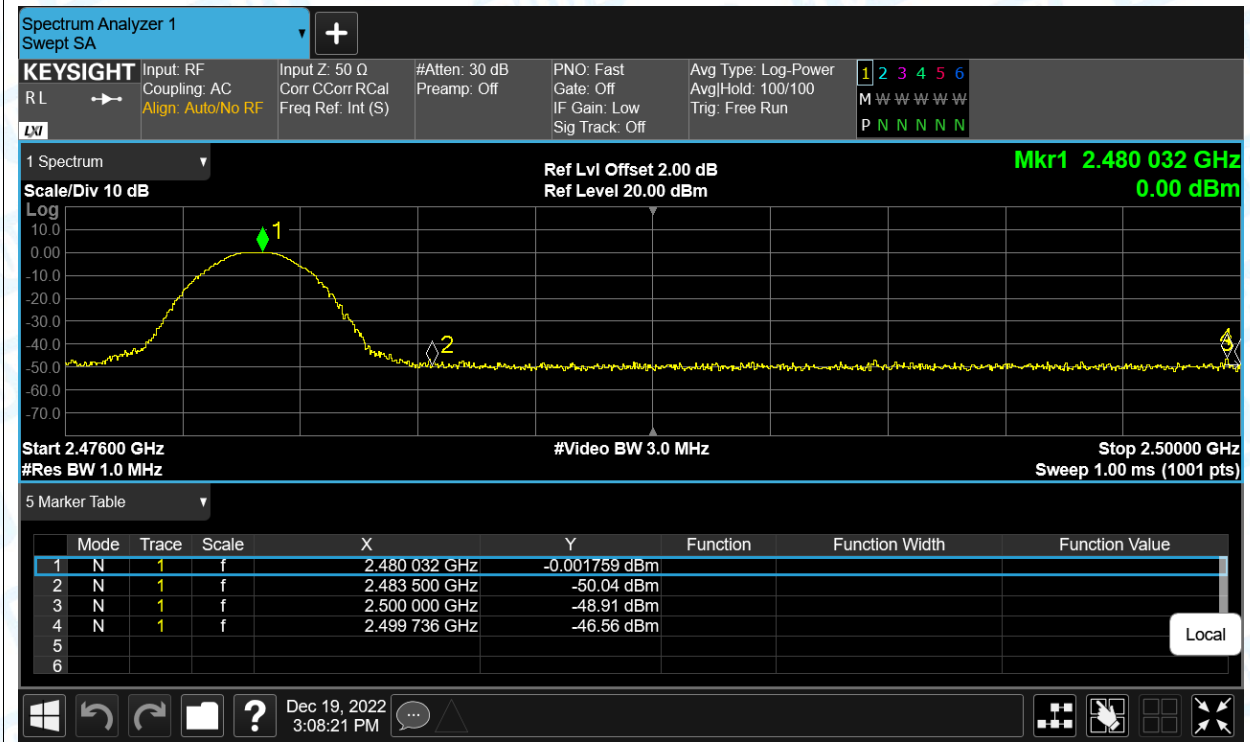 Spectrum Analyzer 1
Swept SA
+
KEYSIGHT
R L
LXI
Input: RF
Coupling: AC
Align: Auto/No RF
Input Z: 50 Ω
Corr CCorr RCal
Freq Ref: Int (S)
#Atten: 30 dB
Preamp: Off
PNO: Fast
Gate: Off
IF Gain: Low
Sig Track: Off
Avg Type: Log-Power
Avg|Hold: 100/100
Trig: Free Run
1 2 3 4 5 6
M W W W W W W
P N N N N N N
1 Spectrum
Scale/Div 10 dB
Ref Lvl Offset 2.00 dB
Ref Level 20.00 dBm
Mkr1 2.480 032 GHz
0.00 dBm
Log
10.0
0.00
-10.0
-20.0
-30.0
-40.0
-50.0
-60.0
-70.0
1
2
Start 2.47600 GHz
#Res BW 1.0 MHz
#Video BW 3.0 MHz
Stop 2.50000 GHz
Sweep 1.00 ms (1001 pts)
5 Marker Table
Mode Trace Scale X Y Function Function Width Function Value
1 N 1 f 2.480 032 GHz -0.001759 dBm
2 N 1 f 2.483 500 GHz -50.04 dBm
3 N 1 f 2.500 000 GHz -48.91 dBm
4 N 1 f 2.499 736 GHz -46.56 dBm
5
6
Local
?
Dec 19, 2022
3:08:21 PM